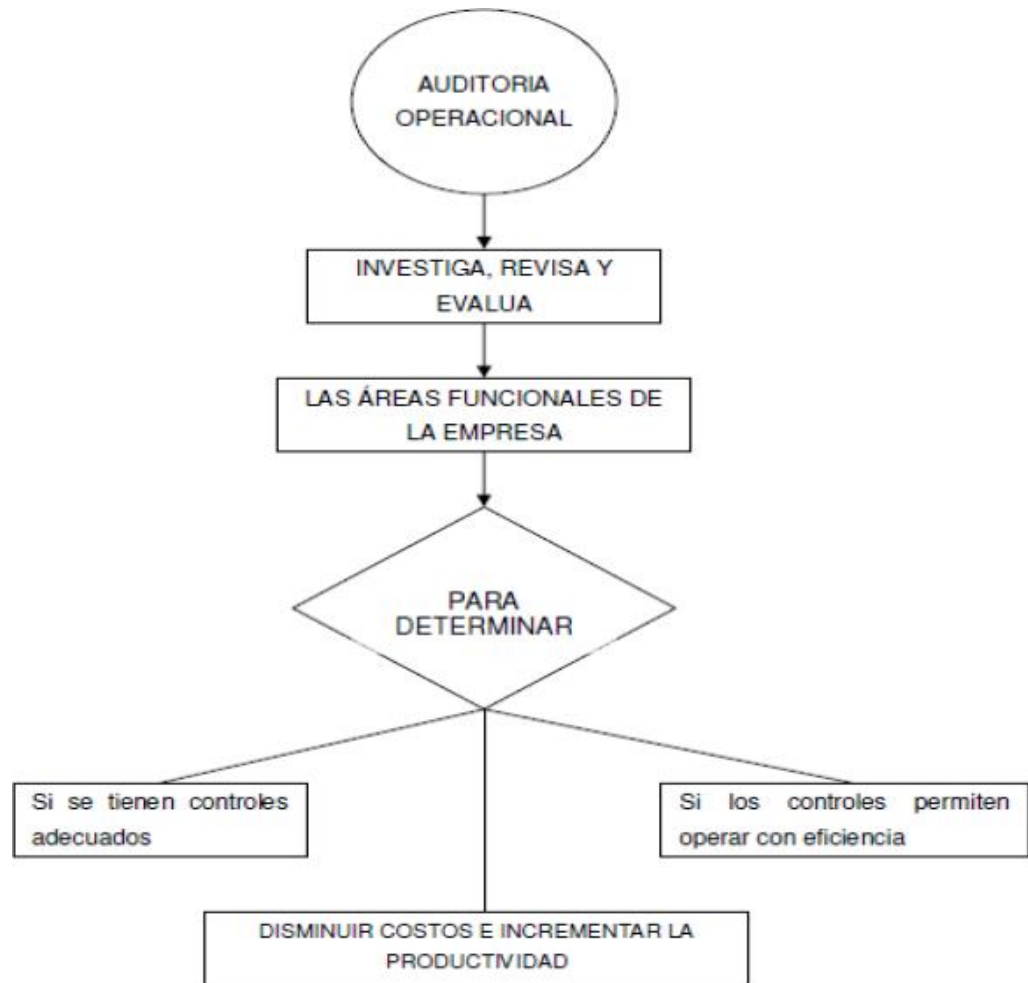 AUDITORIA
OPERACIONAL
INVESTIGA, REVISA Y
EVALUA
LAS ÁREAS FUNCIONALES DE
LA EMPRESA
PARA
DETERMINAR
Si se tienen controles
adecuados
Si los controles permiten
operar con eficiencia
DISMINUIR COSTOS E INCREMENTAR LA
PRODUCTIVIDAD